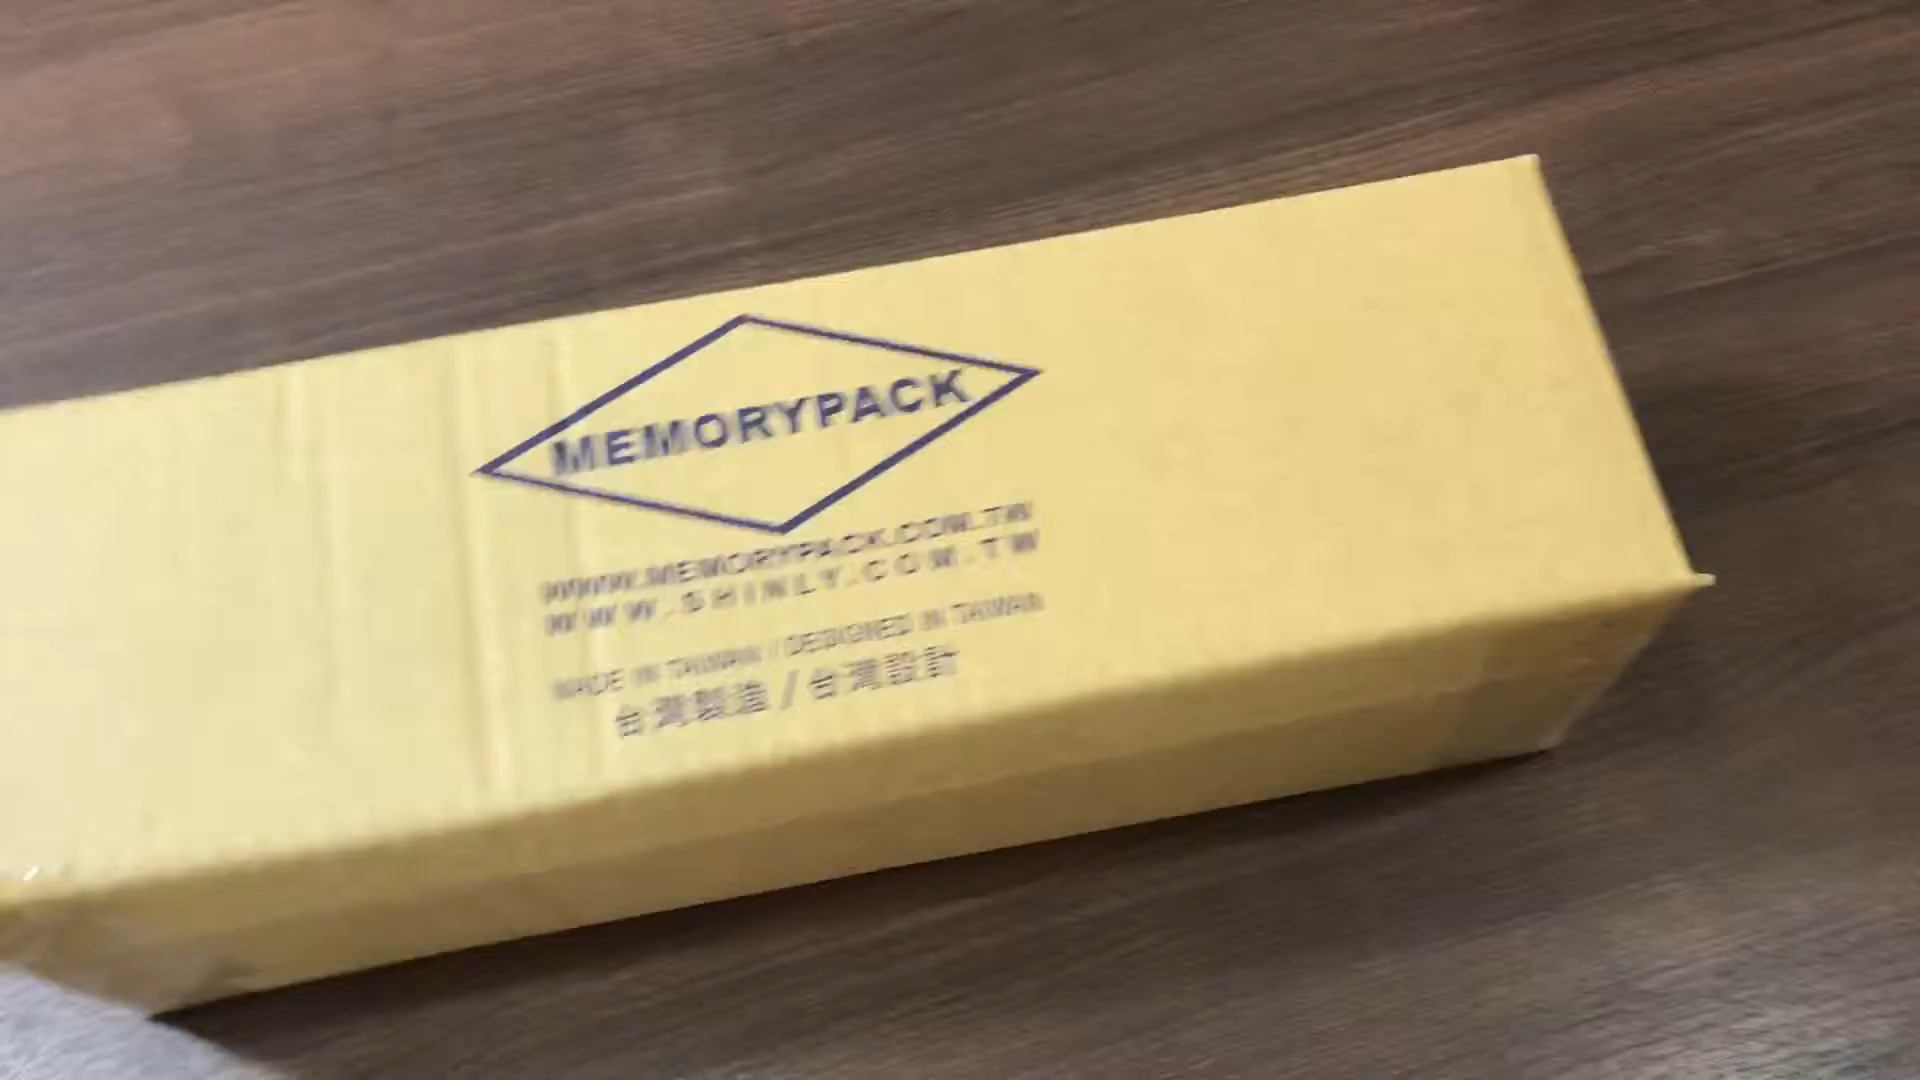 MEMORYPACK
WWW.MEMORYPACK.COM.TW
WWW.SHINLY.COM.TW
MADE IN TAIWAN / DESIGNED IN TAIWAN
台灣製造 / 台灣設計